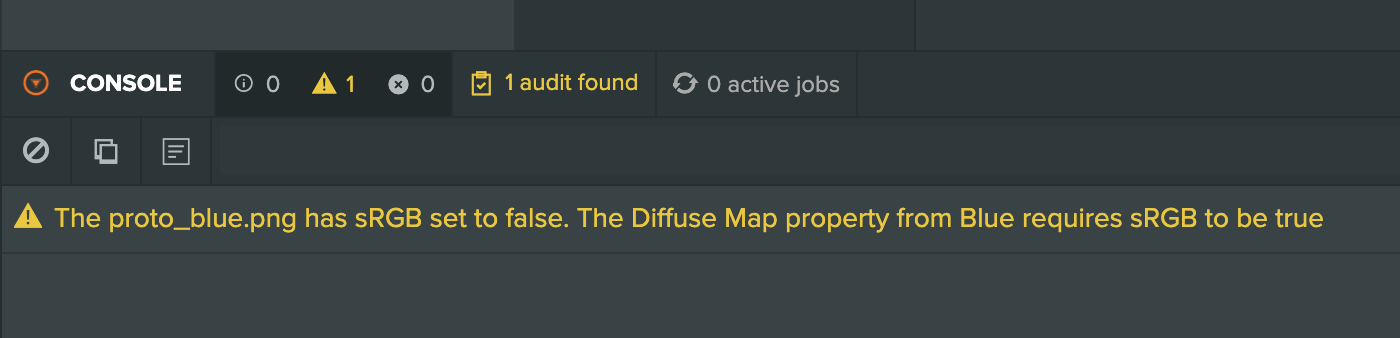 CONSOLE 0 1 0 1 audit found 0 active jobs
The proto_blue.png has sRGB set to false. The Diffuse Map property from Blue requires sRGB to be true